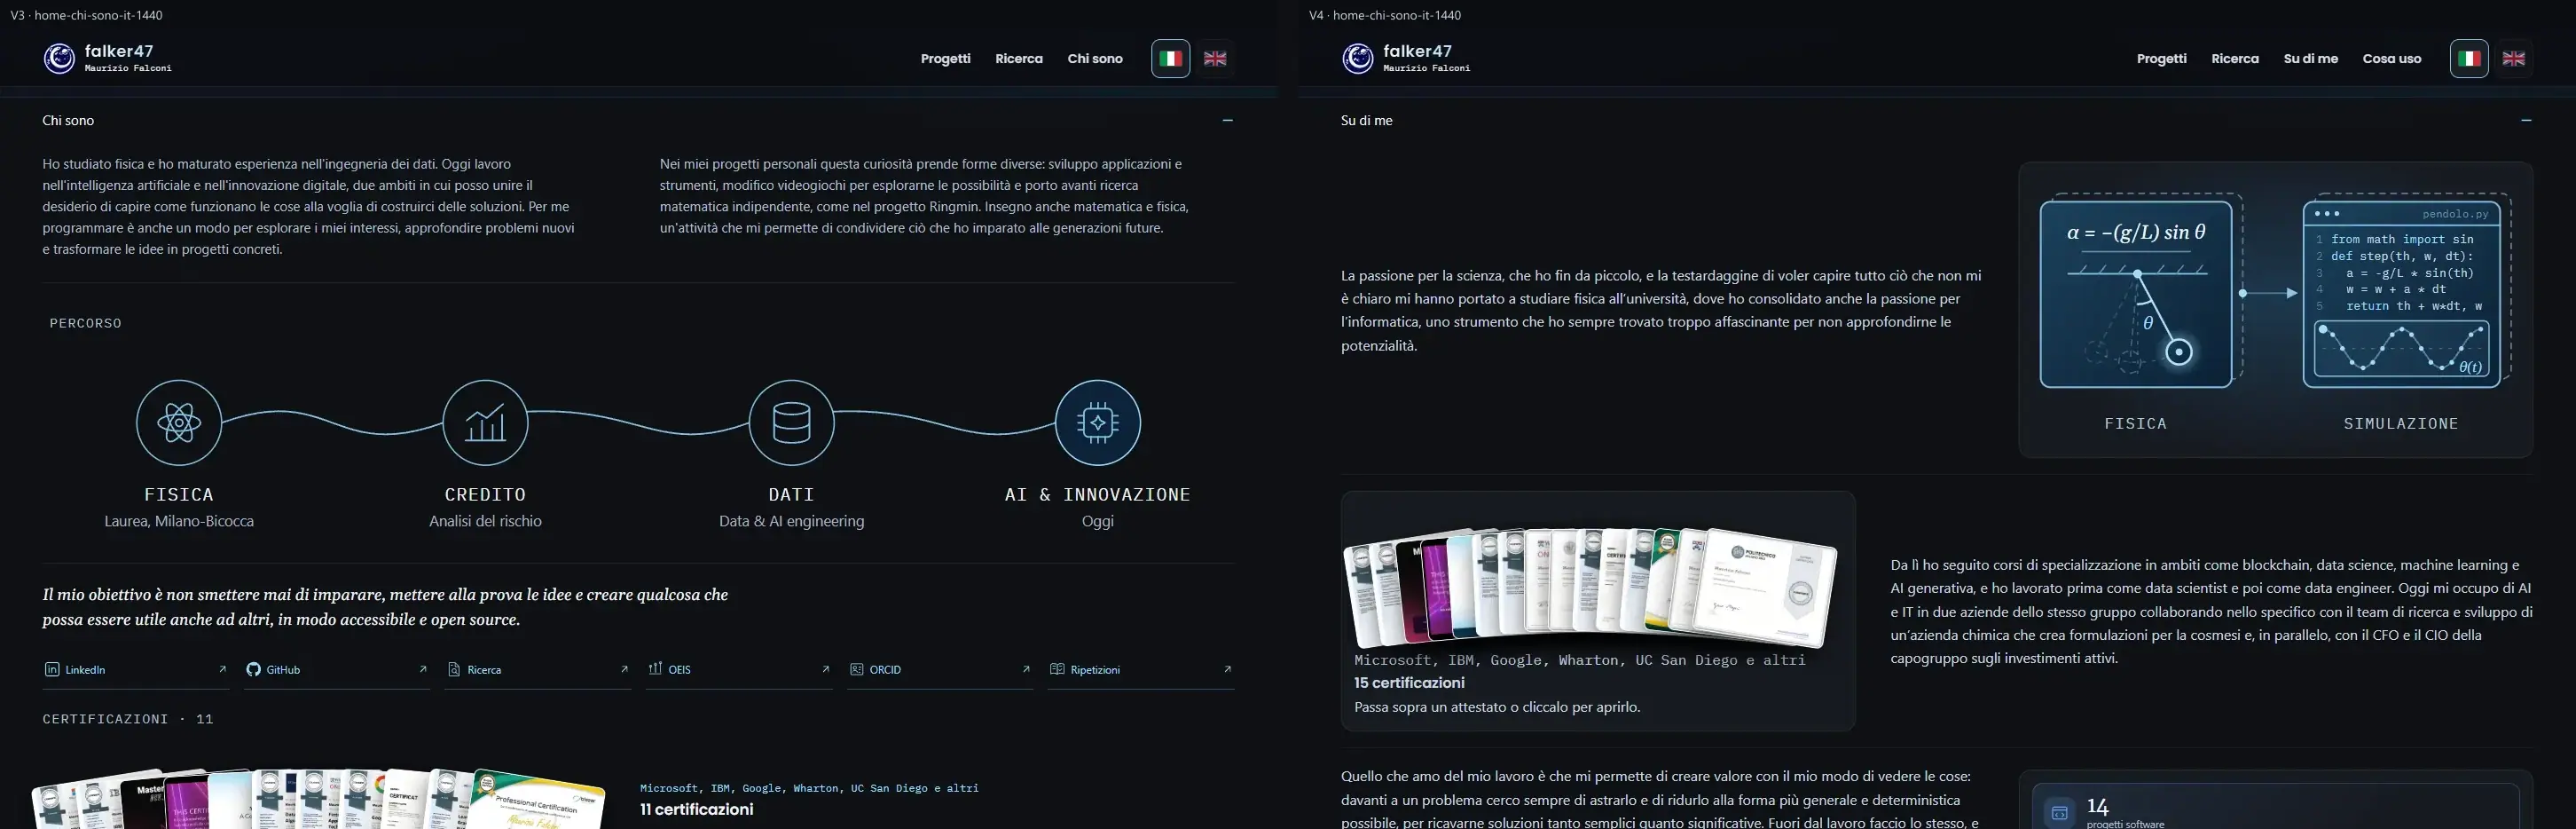 V3 · home-chi-sono-it-1440
falker47
Maurizio Falconi
Progetti
Ricerca
Chi sono
Chi sono
Ho studiato fisica e ho maturato esperienza nell'ingegneria dei dati. Oggi lavoro
nell'intelligenza artificiale e nell'innovazione digitale, due ambiti in cui posso unire il
desiderio di capire come funzionano le cose alla voglia di costruirci delle soluzioni. Per me
programmare è anche un modo per esplorare i miei interessi, approfondire problemi nuovi
e trasformare le idee in progetti concreti.
Nei miei progetti personali questa curiosità prende forme diverse: sviluppo applicazioni e
strumenti, modifico videogiochi per esplorarne le possibilità e porto avanti ricerca
matematica indipendente, come nel progetto Ringmin. Insegno anche matematica e fisica,
un'attività che mi permette di condividere ciò che ho imparato alle generazioni future.
PERCORSO
FISICA
Laurea, Milano-Bicocca
CREDITO
Analisi del rischio
DATI
Data & AI engineering
AI & INNOVAZIONE
Oggi
Il mio obiettivo è non smettere mai di imparare, mettere alla prova le idee e creare qualcosa che
possa essere utile anche ad altri, in modo accessibile e open source.
LinkedIn
GitHub
Ricerca
OEIS
ORCID
Ripetizioni
CERTIFICAZIONI · 11
Professional Certification
Microsoft, IBM, Google, Wharton, UC San Diego e altri
11 certificazioni
V4 · home-chi-sono-it-1440
falker47
Maurizio Falconi
Progetti
Ricerca
Su di me
Cosa uso
Su di me
La passione per la scienza, che ho fin da piccolo, e la testardaggine di voler capire tutto ciò che non mi
è chiaro mi hanno portato a studiare fisica all'università, dove ho consolidato anche la passione per
l'informatica, uno strumento che ho sempre trovato troppo affascinante per non approfondirne le
potenzialità.
α = −(g/L) sin θ
θ
FISICA
pendolo.py
1 from math import sin
2 def step(th, w, dt):
3 a = -g/L * sin(th)
4 w = w + a * dt
5 return th + w*dt, w
θ(t)
SIMULAZIONE
POLITECNICO
Microsoft, IBM, Google, Wharton, UC San Diego e altri
15 certificazioni
Passa sopra un attestato o cliccalo per aprirlo.
Da lì ho seguito corsi di specializzazione in ambiti come blockchain, data science, machine learning e
AI generativa, e ho lavorato prima come data scientist e poi come data engineer. Oggi mi occupo di AI
e IT in due aziende dello stesso gruppo collaborando nello specifico con il team di ricerca e sviluppo di
un'azienda chimica che crea formulazioni per la cosmesi e, in parallelo, con il CFO e il CIO della
capogruppo sugli investimenti attivi.
Quello che amo del mio lavoro è che mi permette di creare valore con il mio modo di vedere le cose:
davanti a un problema cerco sempre di astrarlo e di ridurlo alla forma più generale e deterministica
possibile, per ricavarne soluzioni tanto semplici quanto significative. Fuori dal lavoro faccio lo stesso, e
14
progetti software